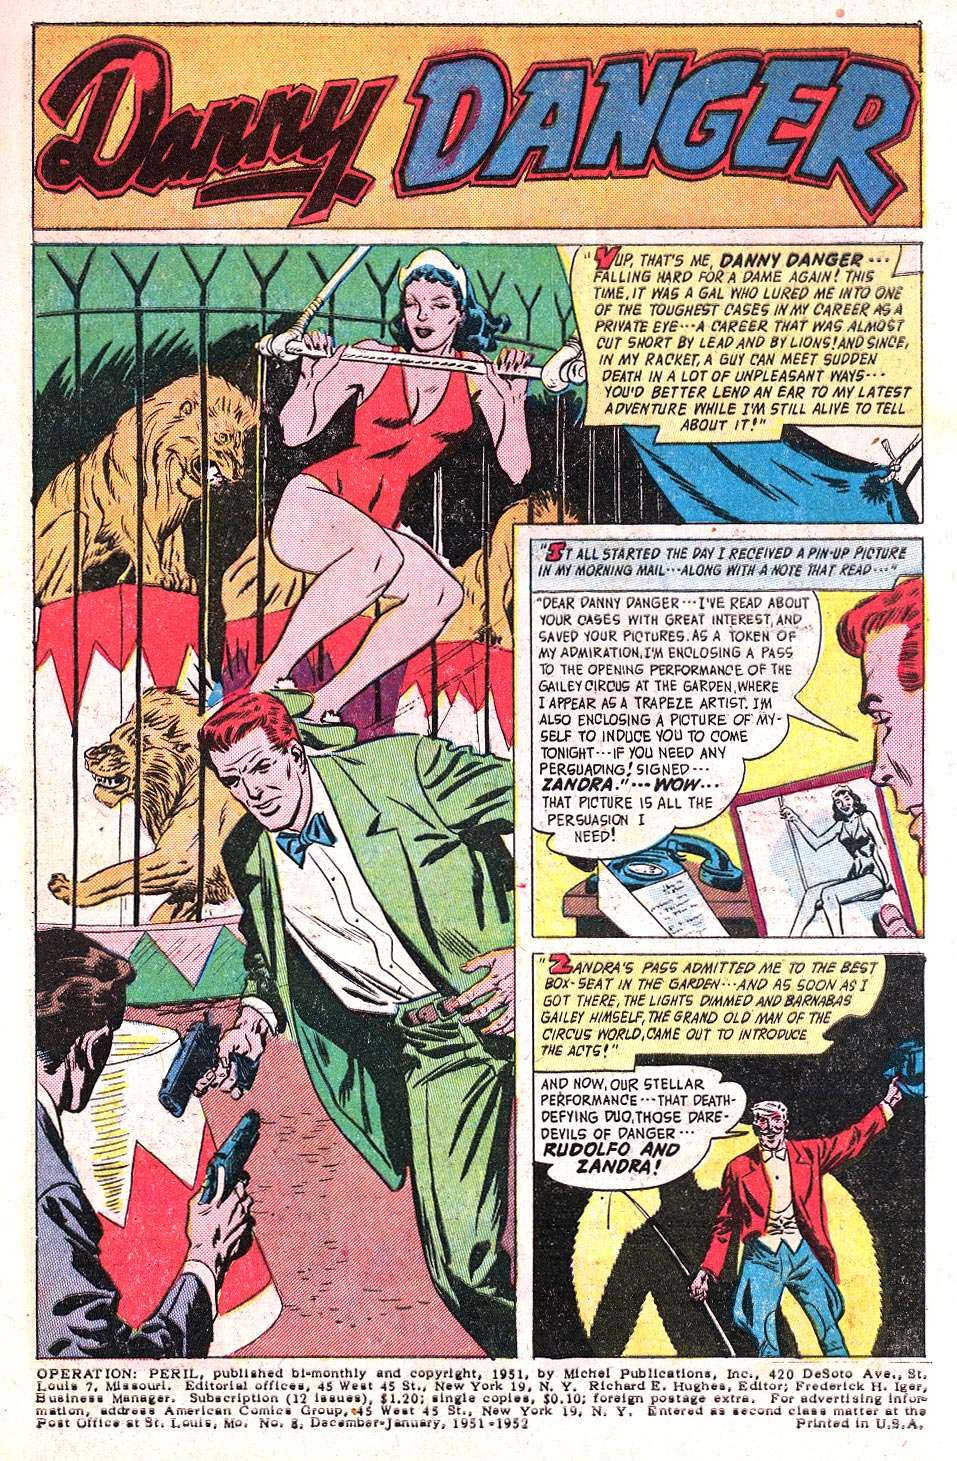 Danny DANGER
"YUP, THAT'S ME, DANNY DANGER---
FALLING HARD FOR A DAME AGAIN! THIS
TIME, IT WAS A GAL WHO LURED ME INTO ONE
OF THE TOUGHEST CASES IN MY CAREER AS A
PRIVATE EYE---A CAREER THAT WAS ALMOST
CUT SHORT BY LEAD AND BY LIONS! AND SINCE,
IN MY RACKET, A GUY CAN MEET SUDDEN
DEATH IN A LOT OF UNPLEASANT WAYS---
YOU'D BETTER LEND AN EAR TO MY LATEST
ADVENTURE WHILE I'M STILL ALIVE TO TELL
ABOUT IT!"
"IT ALL STARTED THE DAY I RECEIVED A PIN-UP PICTURE
IN MY MORNING MAIL---ALONG WITH A NOTE THAT READ---"
"DEAR DANNY DANGER---I'VE READ ABOUT
YOUR CASES WITH GREAT INTEREST, AND
SAVED YOUR PICTURES. AS A TOKEN OF
MY ADMIRATION, I'M ENCLOSING A PASS
TO THE OPENING PERFORMANCE OF THE
GAILEY CIRCUS AT THE GARDEN, WHERE
I APPEAR AS A TRAPEZE ARTIST. I'M
ALSO ENCLOSING A PICTURE OF MY-
SELF TO INDUCE YOU TO COME
TONIGHT---IF YOU NEED ANY
PERSUADING! SIGNED---
ZANDRA."---WOW---
THAT PICTURE IS ALL THE
PERSUASION I
NEED!
"ZANDRA'S PASS ADMITTED ME TO THE BEST
BOX-SEAT IN THE GARDEN---AND AS SOON AS I
GOT THERE, THE LIGHTS DIMMED AND BARNABAS
GAILEY HIMSELF, THE GRAND OLD MAN OF THE
CIRCUS WORLD, CAME OUT TO INTRODUCE
THE ACTS!"
AND NOW, OUR STELLAR
PERFORMANCE---THAT DEATH-
DEFYING DUO, THOSE DARE-
DEVILS OF DANGER---
RUDOLFO AND
ZANDRA!
OPERATION: PERIL, published bi-monthly and copyright, 1951, by Michel Publications, Inc., 420 DeSoto Ave., St.
Louis 7, Missouri. Editorial offices, 45 West 45 St., New York 19, N. Y. Richard E. Hughes, Editor; Frederick H. Iger,
Business Manager. Subscription (12 issues), $1.20; single copies, $0.10; foreign postage extra. For advertising infor-
mation, address American Comics Group, 45 West 45 St., New York 19, N. Y. Entered as second class matter at the
Post Office at St. Louis, Mo. No. 8, December-January, 1951-1952 Printed in U.S.A.